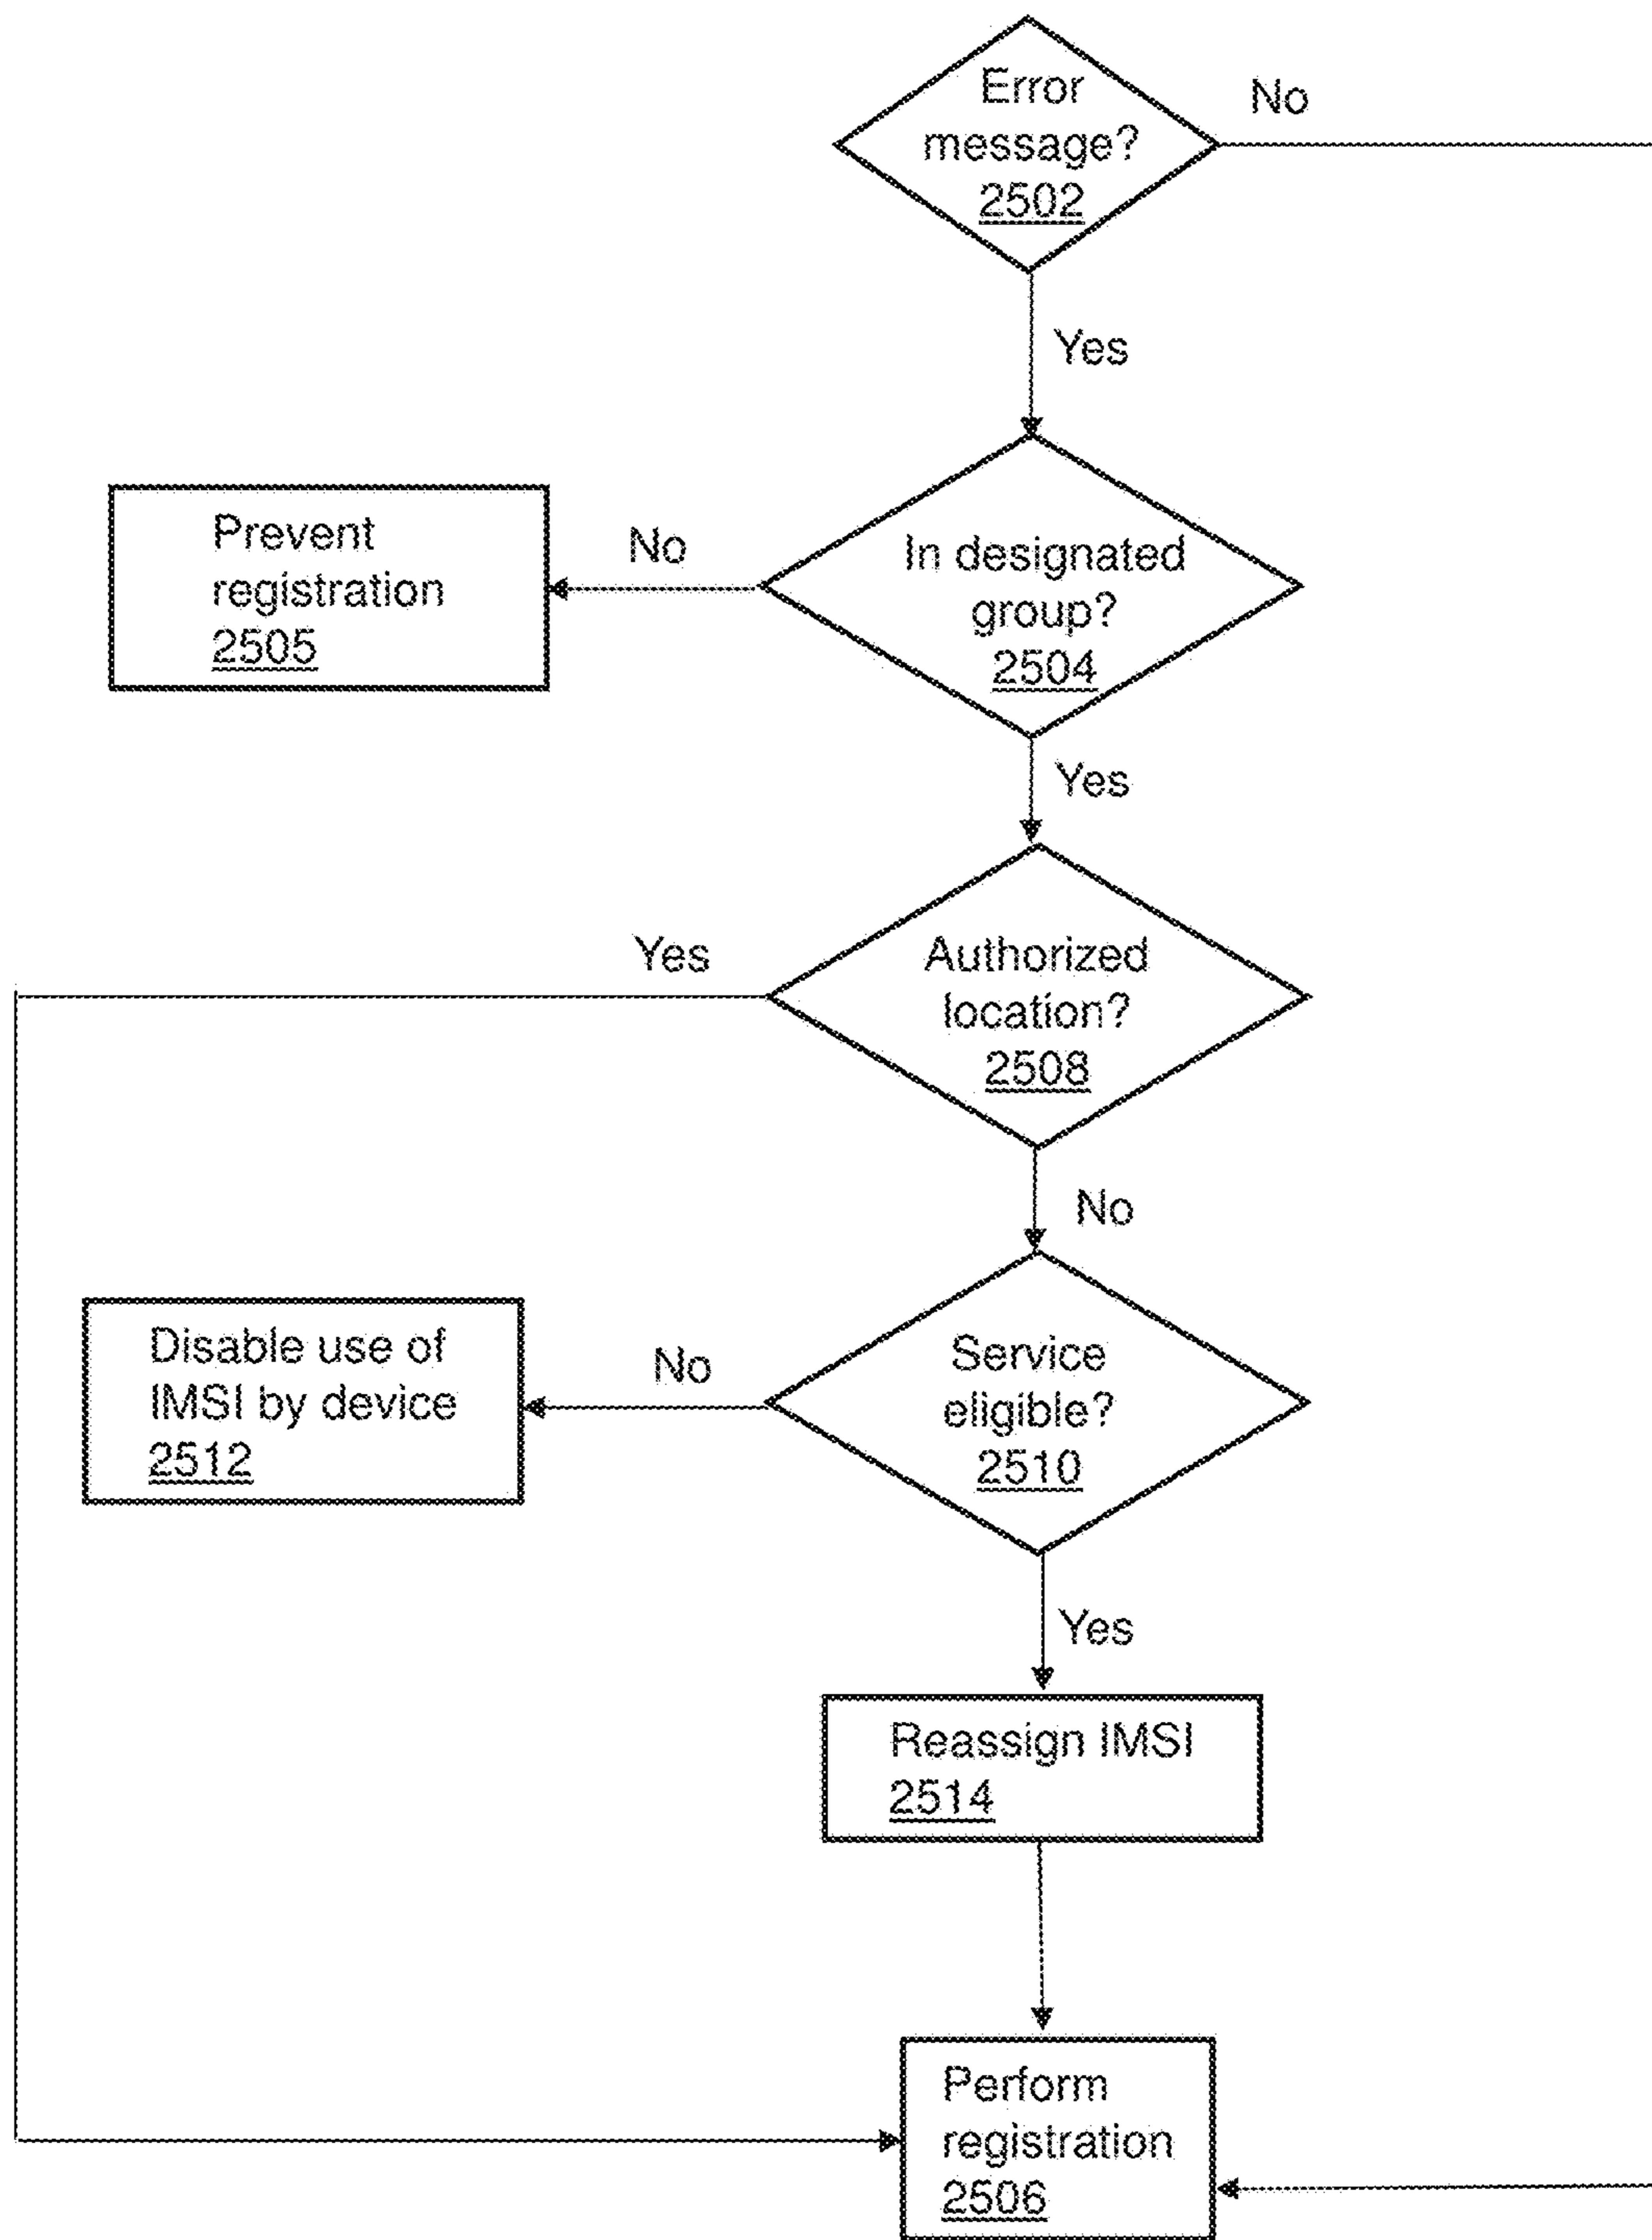 Error
message?
2502
No
Yes
Prevent
registration
2505
No
In designated
group?
2504
Yes
Yes
Authorized
location?
2508
No
Disable use of
IMSI by device
2512
No
Service
eligible?
2510
Yes
Reassign IMSI
2514
Perform
registration
2506